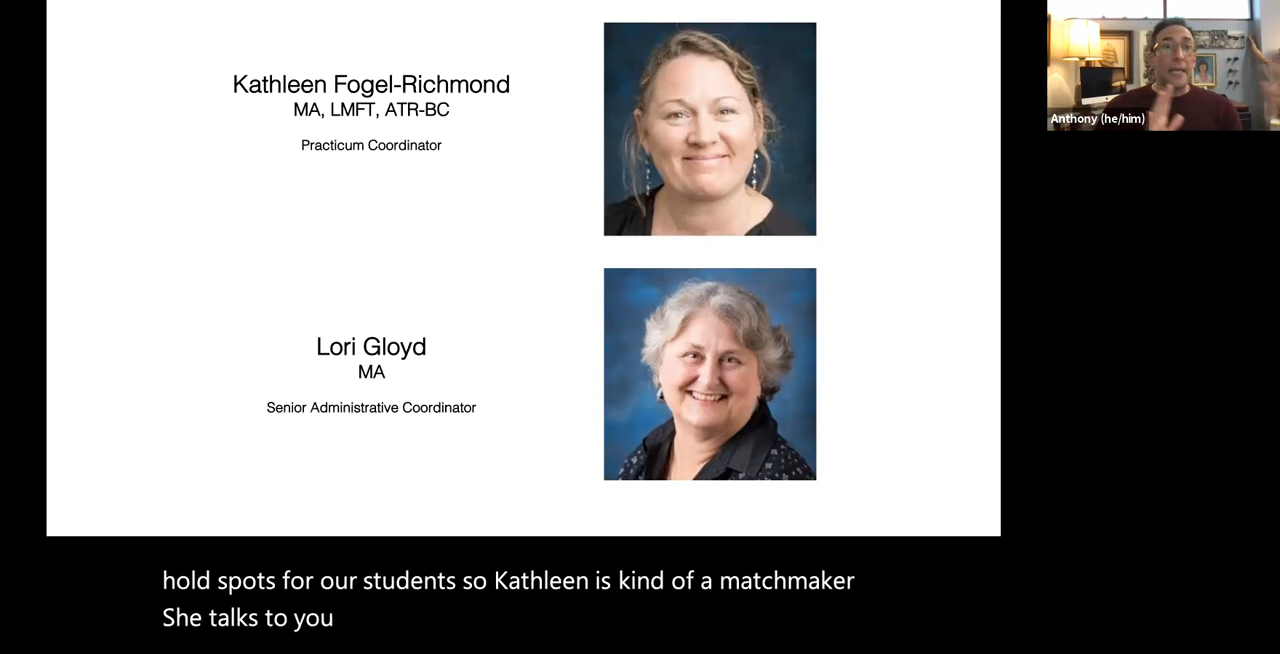 Kathleen Fogel-Richmond
MA, LMFT, ATR-BC
Practicum Coordinator
Anthony (he/him)
Lori Gloyd
MA
Senior Administrative Coordinator
hold spots for our students so Kathleen is kind of a matchmaker
She talks to you